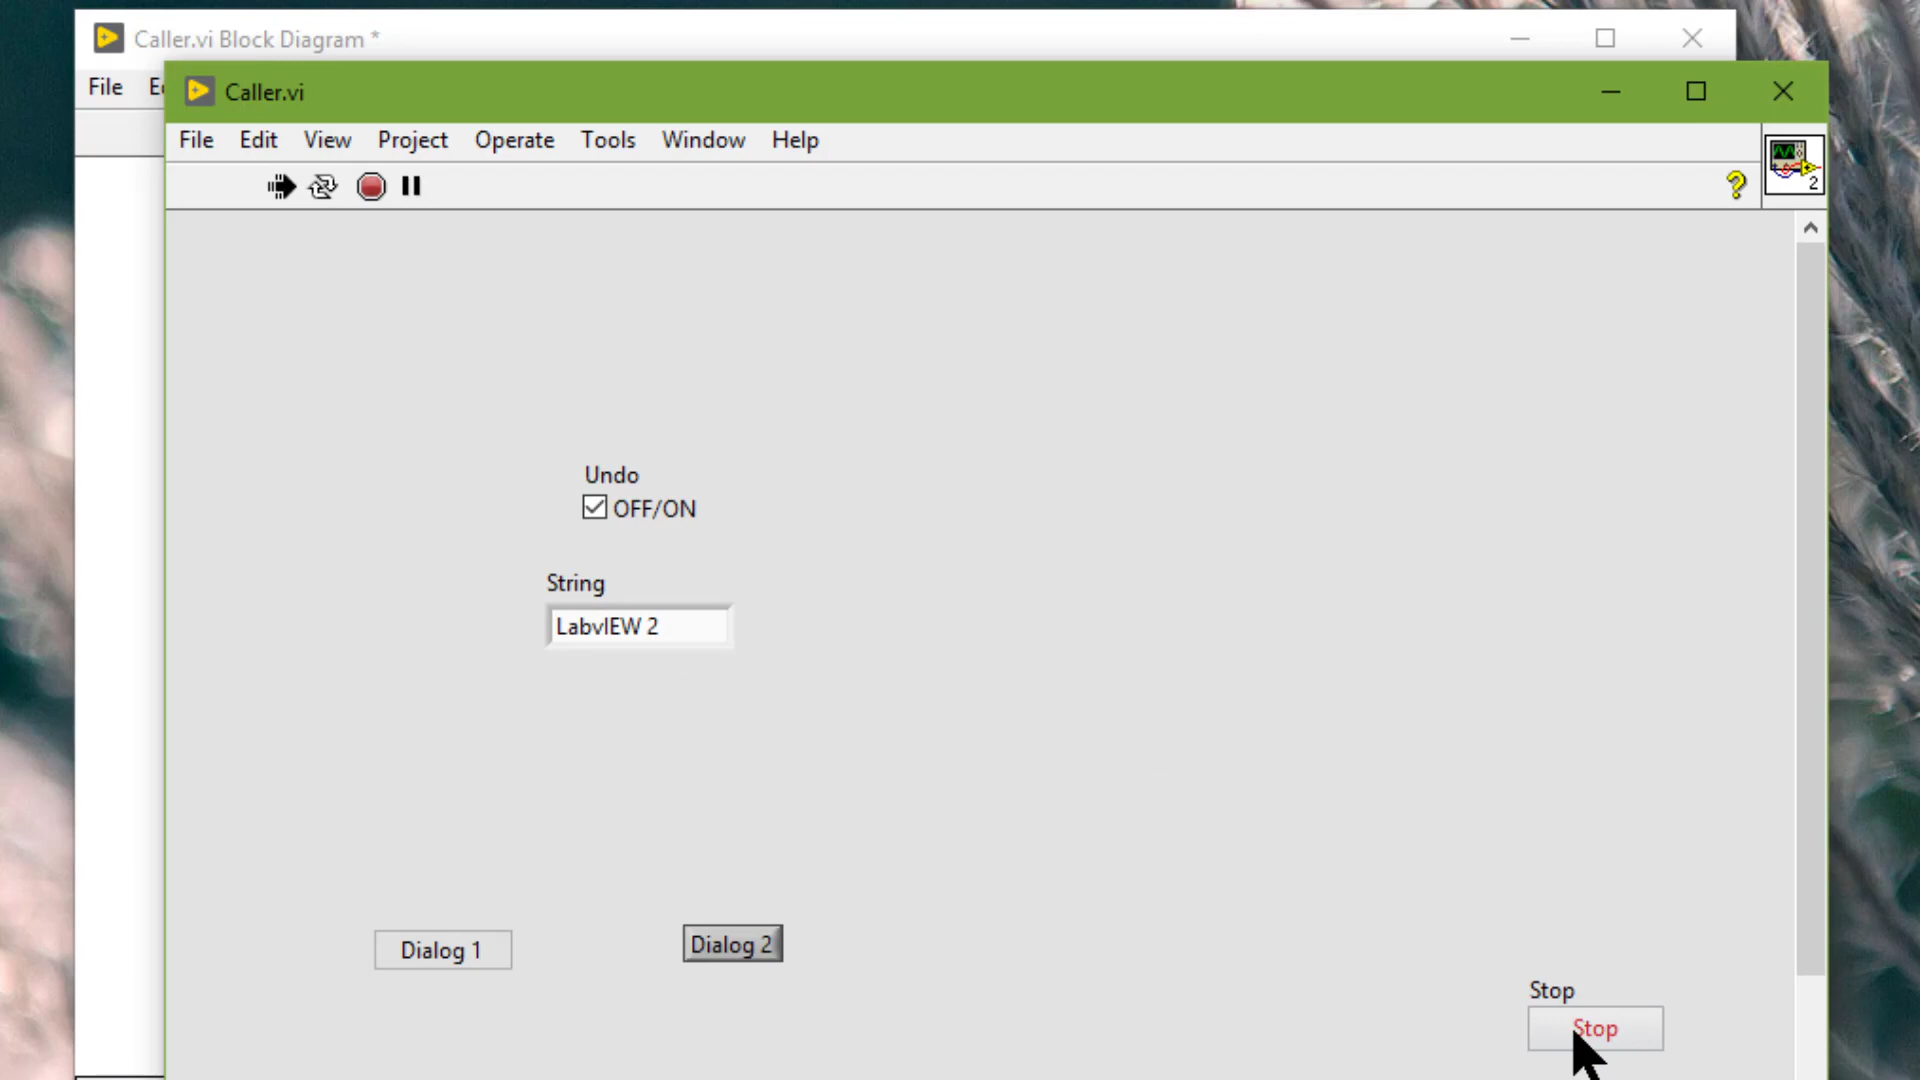 Caller.vi Block Diagram *
File
Caller.vi
File Edit View Project Operate Tools Window Help
?
2
Undo
OFF/ON
String
LabvIEW 2
Dialog 1
Dialog 2
Stop
Stop